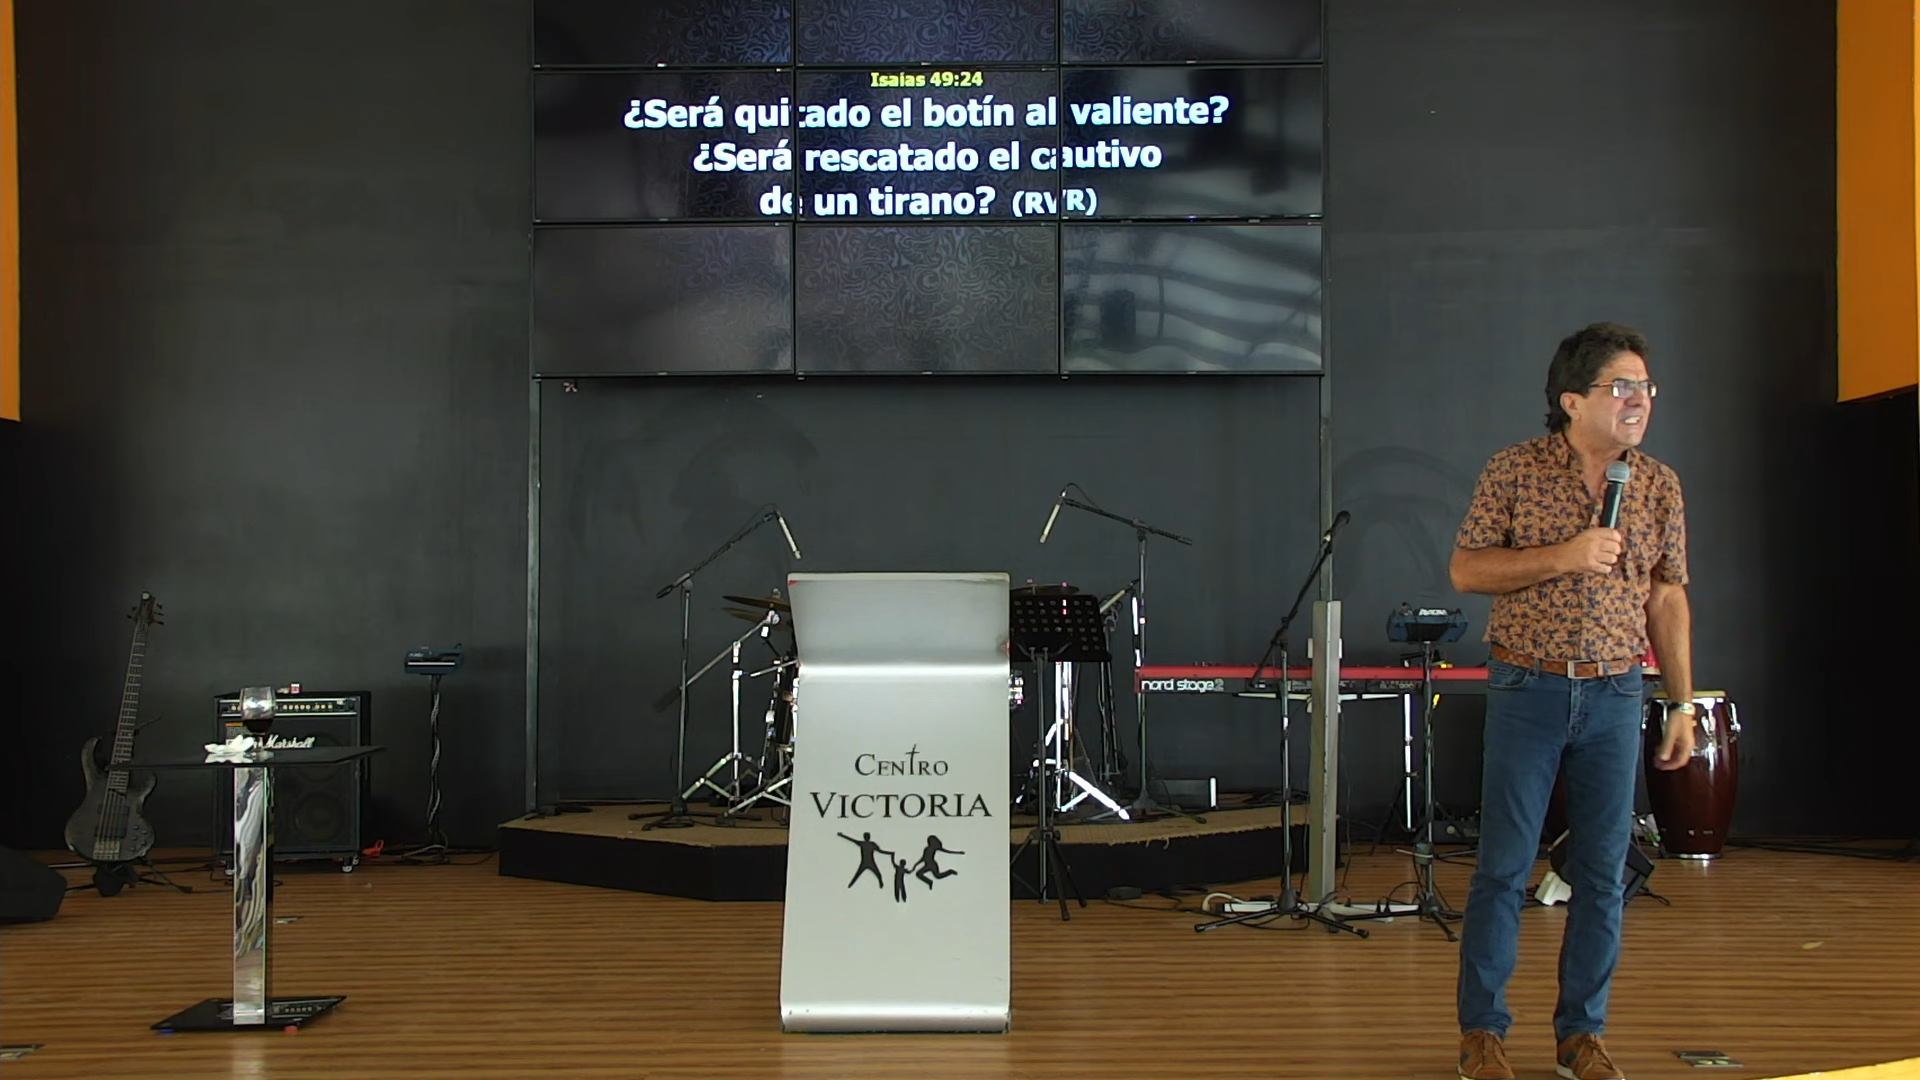 Isaías 49:24
¿Será quitado el botín al valiente?
¿Será rescatado el cautivo
de un tirano? (RVR)
nord stage 2
Marshall
CENTRO
VICTORIA